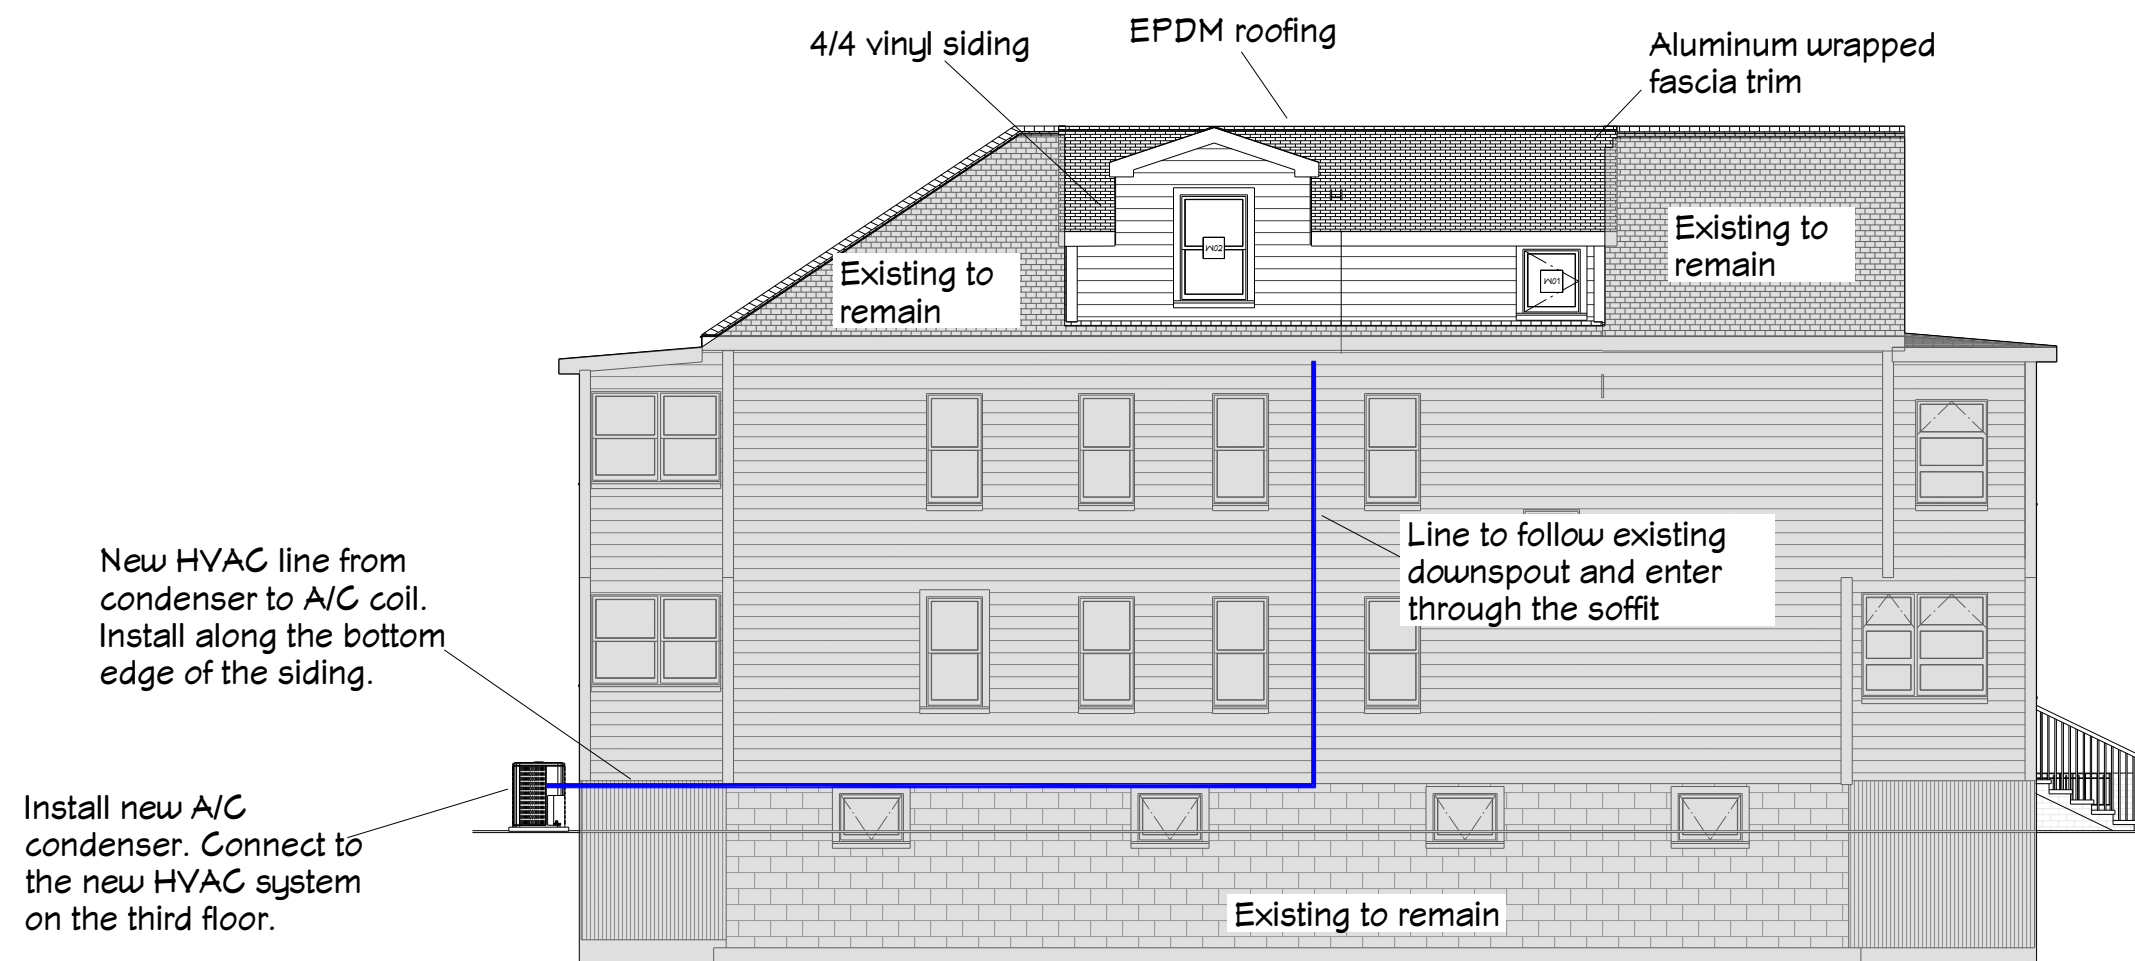 4/4 vinyl siding
EPDM roofing
Aluminum wrapped
fascia trim
Existing to
remain
W02
W01
Existing to
remain
New HVAC line from
condenser to A/C coil.
Install along the bottom
edge of the siding.
Line to follow existing
downspout and enter
through the soffit
Install new A/C
condenser. Connect to
the new HVAC system
on the third floor.
Existing to remain